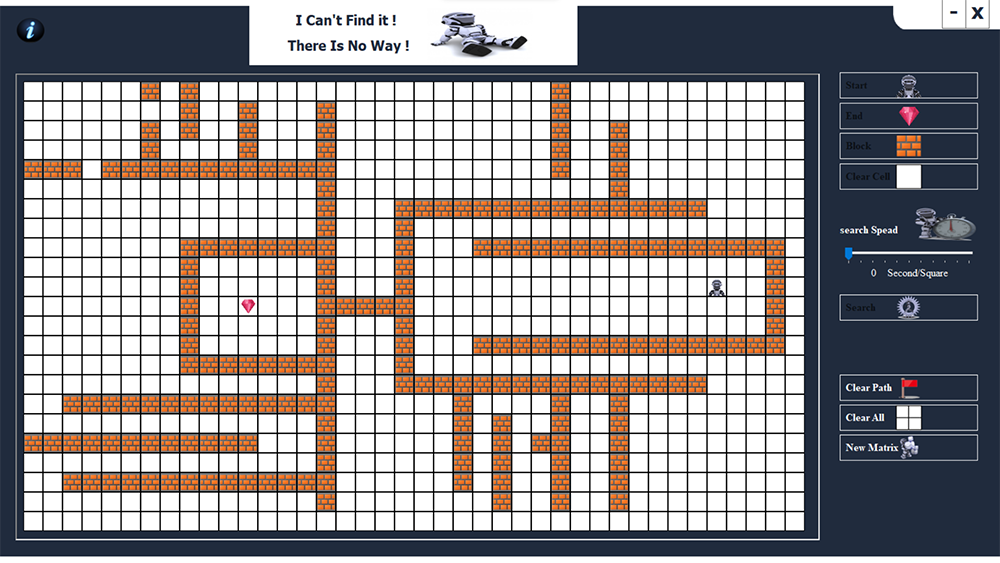 I Can't Find it !
There Is No Way !
i
- X
Start
End
Block
Clear Cell
search Spead
0 Second/Square
Search
Clear Path
Clear All
New Matrix